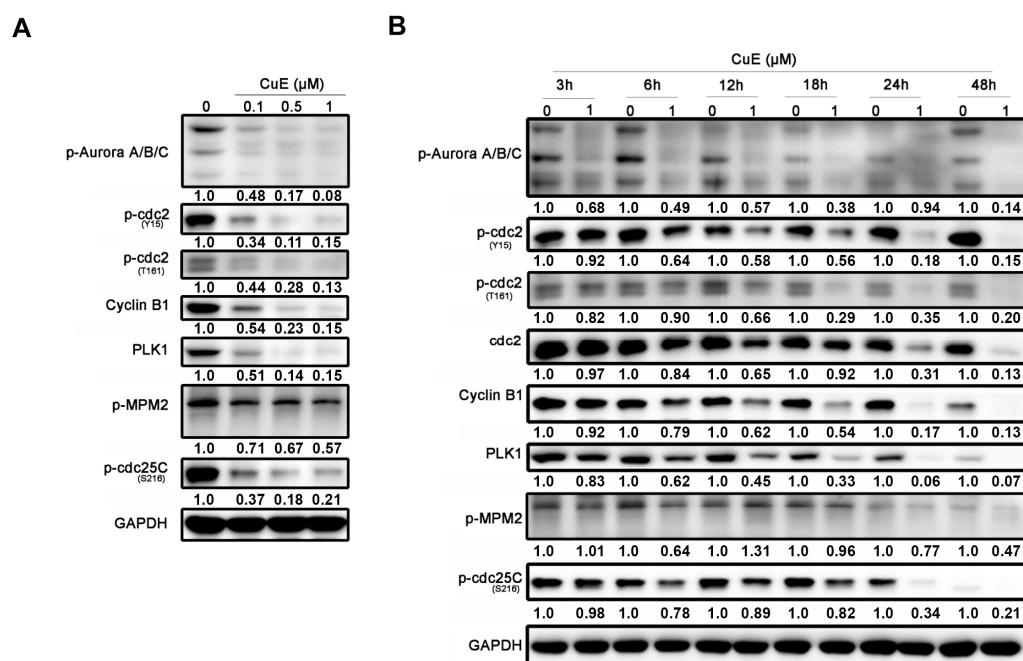 A
CuE (μM)
0 0.1 0.5 1
p-Aurora A/B/C
1.0 0.48 0.17 0.08
p-cdc2
(Y15)
1.0 0.34 0.11 0.15
p-cdc2
(T161)
1.0 0.44 0.28 0.13
Cyclin B1
1.0 0.54 0.23 0.15
PLK1
1.0 0.51 0.14 0.15
p-MPM2
1.0 0.71 0.67 0.57
p-cdc25C
(S216)
1.0 0.37 0.18 0.21
GAPDH
B
CuE (μM)
3h 6h 12h 18h 24h 48h
0 1 0 1 0 1 0 1 0 1 0 1
p-Aurora A/B/C
1.0 0.68 1.0 0.49 1.0 0.57 1.0 0.38 1.0 0.94 1.0 0.14
p-cdc2
(Y15)
1.0 0.92 1.0 0.64 1.0 0.58 1.0 0.56 1.0 0.18 1.0 0.15
p-cdc2
(T161)
1.0 0.82 1.0 0.90 1.0 0.66 1.0 0.29 1.0 0.35 1.0 0.20
cdc2
1.0 0.97 1.0 0.84 1.0 0.65 1.0 0.92 1.0 0.31 1.0 0.13
Cyclin B1
1.0 0.92 1.0 0.79 1.0 0.62 1.0 0.54 1.0 0.17 1.0 0.13
PLK1
1.0 0.83 1.0 0.62 1.0 0.45 1.0 0.33 1.0 0.06 1.0 0.07
p-MPM2
1.0 1.01 1.0 0.64 1.0 1.31 1.0 0.96 1.0 0.77 1.0 0.47
p-cdc25C
(S216)
1.0 0.98 1.0 0.78 1.0 0.89 1.0 0.82 1.0 0.34 1.0 0.21
GAPDH